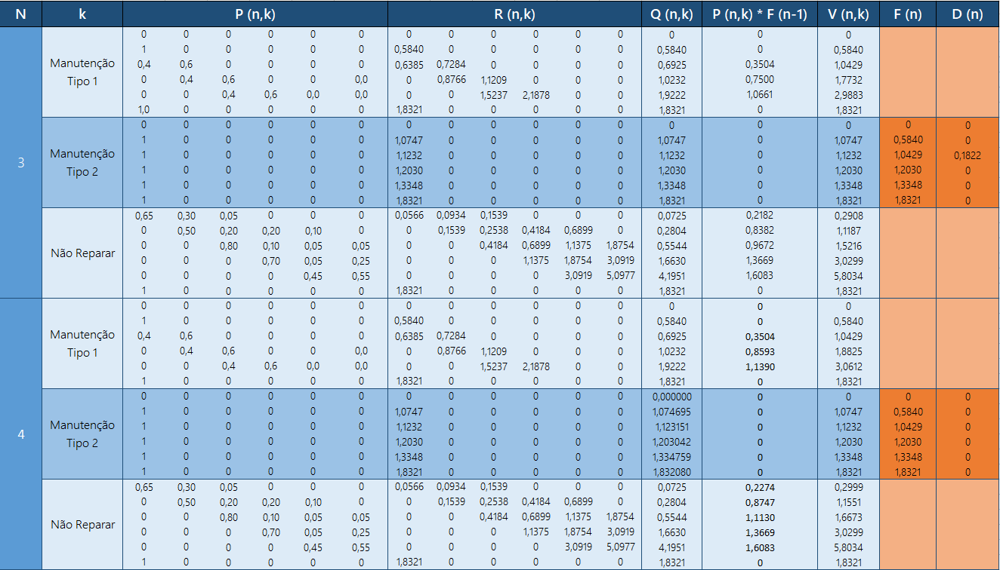 N k P (n,k) R (n,k) Q (n,k) P (n,k) * F (n-1) V (n,k) F (n) D (n)
3
Manutenção Tipo 1
0 0 0 0 0 0 0 0 0 0 0 0 0 0 0
1 0 0 0 0 0 0,5840 0 0 0 0 0 0,5840 0 0,5840
0,4 0,6 0 0 0 0 0,6385 0,7284 0 0 0 0 0,6925 0,3504 1,0429
0 0,4 0,6 0 0 0,0 0 0,8766 1,1209 0 0 0 1,0232 0,7500 1,7732
0 0 0,4 0,6 0,0 0,0 0 0 1,5237 2,1878 0 0 1,9222 1,0661 2,9883
1,0 0 0 0 0 0 1,8321 0 0 0 0 0 1,8321 0 1,8321
Manutenção Tipo 2
0 0 0 0 0 0 0 0 0 0 0 0 0 0 0 0 0
1 0 0 0 0 0 1,0747 0 0 0 0 0 1,0747 0 1,0747 0,5840 0
1 0 0 0 0 0 1,1232 0 0 0 0 0 1,1232 0 1,1232 1,0429 0,1822
1 0 0 0 0 0 1,2030 0 0 0 0 0 1,2030 0 1,2030 1,2030 0
1 0 0 0 0 0 1,3348 0 0 0 0 0 1,3348 0 1,3348 1,3348 0
1 0 0 0 0 0 1,8321 0 0 0 0 0 1,8321 0 1,8321 1,8321 0
Não Reparar
0,65 0,30 0,05 0 0 0 0,0566 0,0934 0,1539 0 0 0 0,0725 0,2182 0,2908
0 0,50 0,20 0,20 0,10 0 0 0,1539 0,2538 0,4184 0,6899 0 0,2804 0,8382 1,1187
0 0 0,80 0,10 0,05 0,05 0 0 0,4184 0,6899 1,1375 1,8754 0,5544 0,9672 1,5216
0 0 0 0,70 0,05 0,25 0 0 0 1,1375 1,8754 3,0919 1,6630 1,3669 3,0299
0 0 0 0 0,45 0,55 0 0 0 0 3,0919 5,0977 4,1951 1,6083 5,8034
1 0 0 0 0 0 1,8321 0 0 0 0 0 1,8321 0 1,8321
4
Manutenção Tipo 1
0 0 0 0 0 0 0 0 0 0 0 0 0 0 0
1 0 0 0 0 0 0,5840 0 0 0 0 0 0,5840 0 0,5840
0,4 0,6 0 0 0 0 0,6385 0,7284 0 0 0 0 0,6925 0,3504 1,0429
0 0,4 0,6 0 0 0,0 0 0,8766 1,1209 0 0 0 1,0232 0,8593 1,8825
0 0 0,4 0,6 0,0 0,0 0 0 1,5237 2,1878 0 0 1,9222 1,1390 3,0612
1 0 0 0 0 0 1,8321 0 0 0 0 0 1,8321 0 1,8321
Manutenção Tipo 2
0 0 0 0 0 0 0 0 0 0 0 0 0,000000 0 0 0 0
1 0 0 0 0 0 1,0747 0 0 0 0 0 1,074695 0 1,0747 0,5840 0
1 0 0 0 0 0 1,1232 0 0 0 0 0 1,123151 0 1,1232 1,0429 0
1 0 0 0 0 0 1,2030 0 0 0 0 0 1,203042 0 1,2030 1,2030 0
1 0 0 0 0 0 1,3348 0 0 0 0 0 1,334759 0 1,3348 1,3348 0
1 0 0 0 0 0 1,8321 0 0 0 0 0 1,832080 0 1,8321 1,8321 0
Não Reparar
0,65 0,30 0,05 0 0 0 0,0566 0,0934 0,1539 0 0 0 0,0725 0,2274 0,2999
0 0,50 0,20 0,20 0,10 0 0 0,1539 0,2538 0,4184 0,6899 0 0,2804 0,8747 1,1551
0 0 0,80 0,10 0,05 0,05 0 0 0,4184 0,6899 1,1375 1,8754 0,5544 1,1130 1,6673
0 0 0 0,70 0,05 0,25 0 0 0 1,1375 1,8754 3,0919 1,6630 1,3669 3,0299
0 0 0 0 0,45 0,55 0 0 0 0 3,0919 5,0977 4,1951 1,6083 5,8034
1 0 0 0 0 0 1,8321 0 0 0 0 0 1,8321 0 1,8321